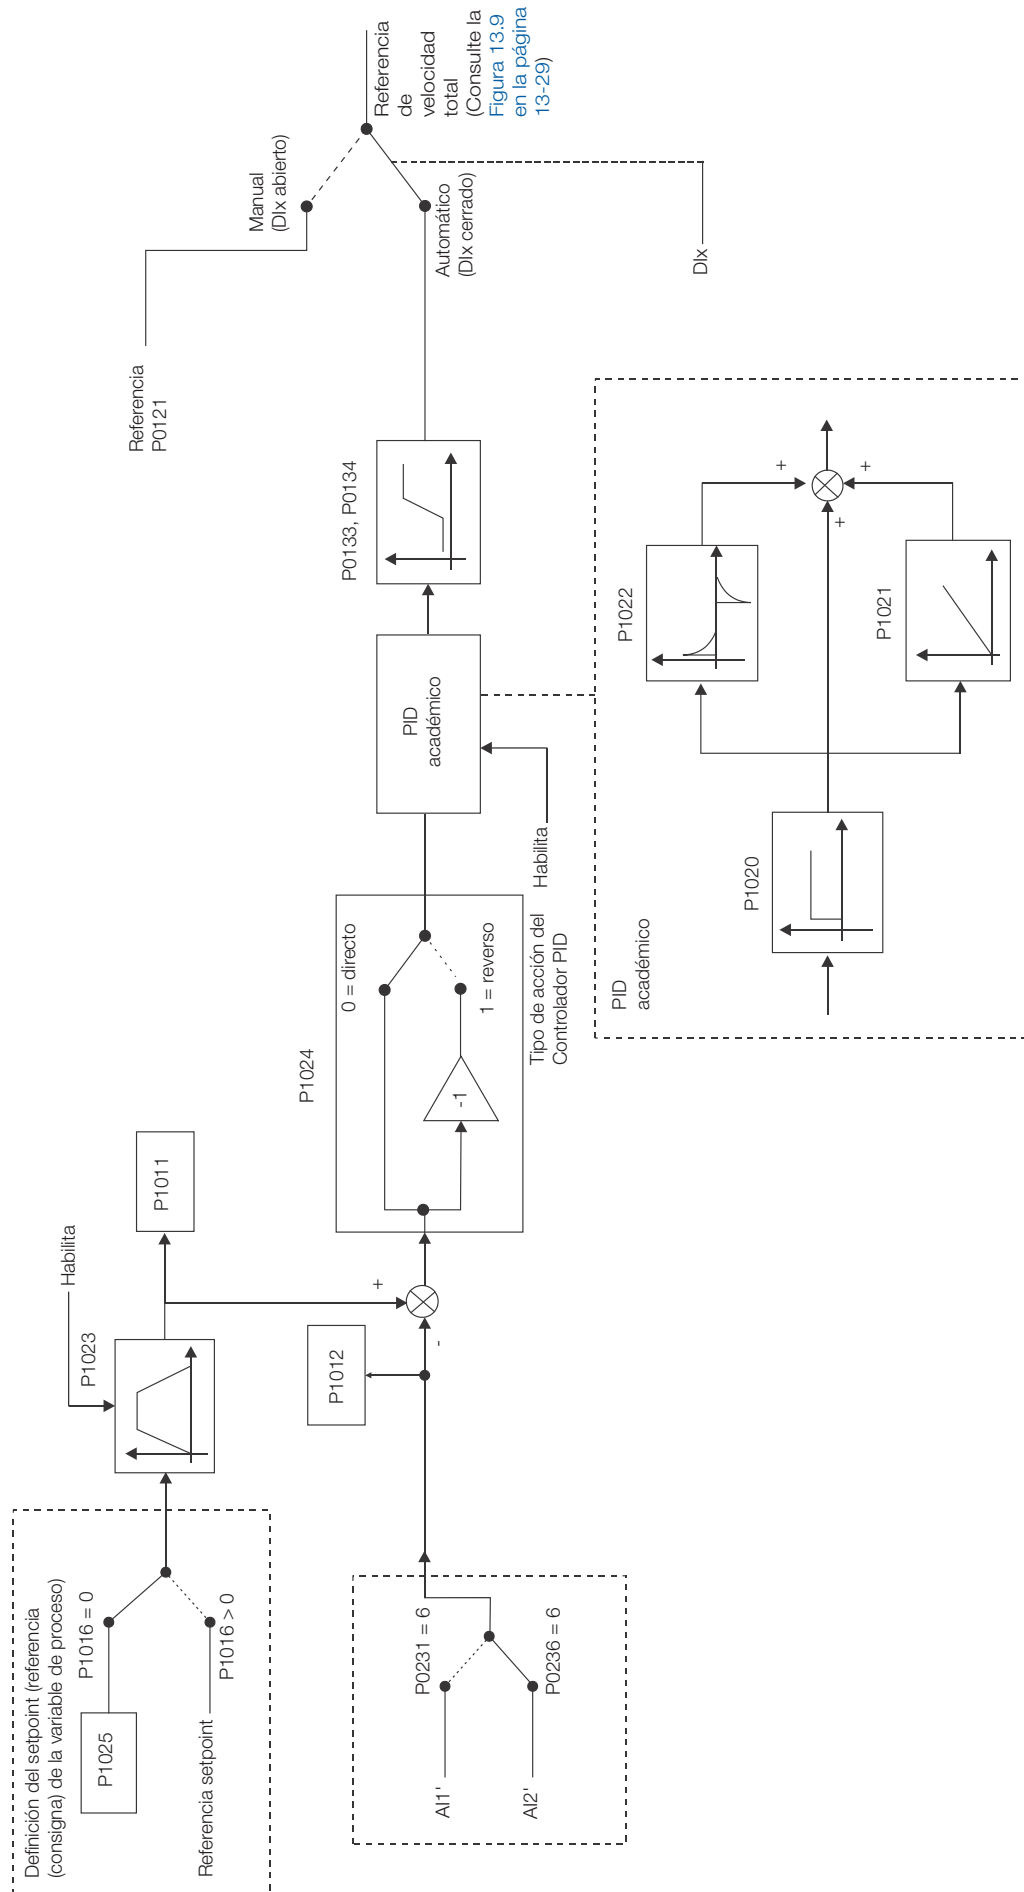 Definición del setpoint (referencia
(consigna) de la variable de proceso)
P1025
P1016 = 0
Referencia setpoint
P1016 > 0
P1023
Habilita
P1011
AI1'
AI2'
P0231 = 6
P0236 = 6
P1012
+
-
P1024
0 = directo
-1
1 = reverso
Tipo de acción del
Controlador PID
Habilita
PID
académico
P0133, P0134
Referencia
P0121
Manual
(DIx abierto)
Automático
(DIx cerrado)
DIx
Referencia
de
velocidad
total
(Consulte la
Figura 13.9
en la página
13-29)
PID
académico
P1020
P1022
P1021
+
+
+